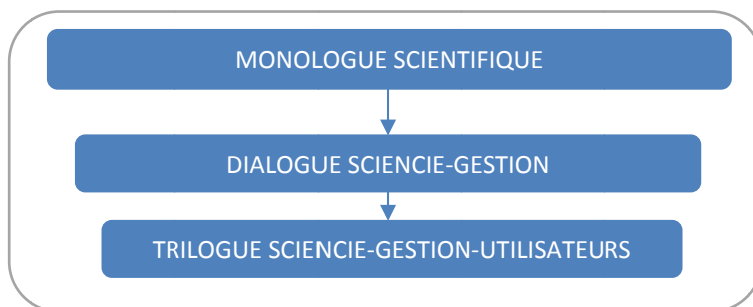 MONOLOGUE SCIENTIFIQUE
DIALOGUE SCIENCIE-GESTION
TRILOGUE SCIENCIE-GESTION-UTILISATEURS